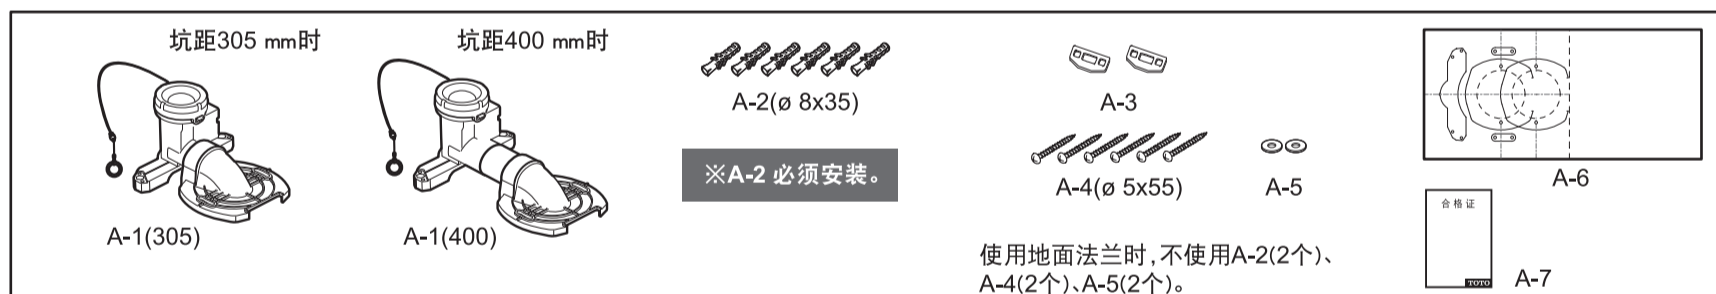 坑距305 mm时
坑距400 mm时
A-1(305)
A-1(400)
A-2(ø 8x35)
※A-2 必须安装。
A-3
A-4(ø 5x55)
A-5
使用地面法兰时,不使用A-2(2个)、
A-4(2个)、A-5(2个)。
A-6
合格证
TOTO
A-7